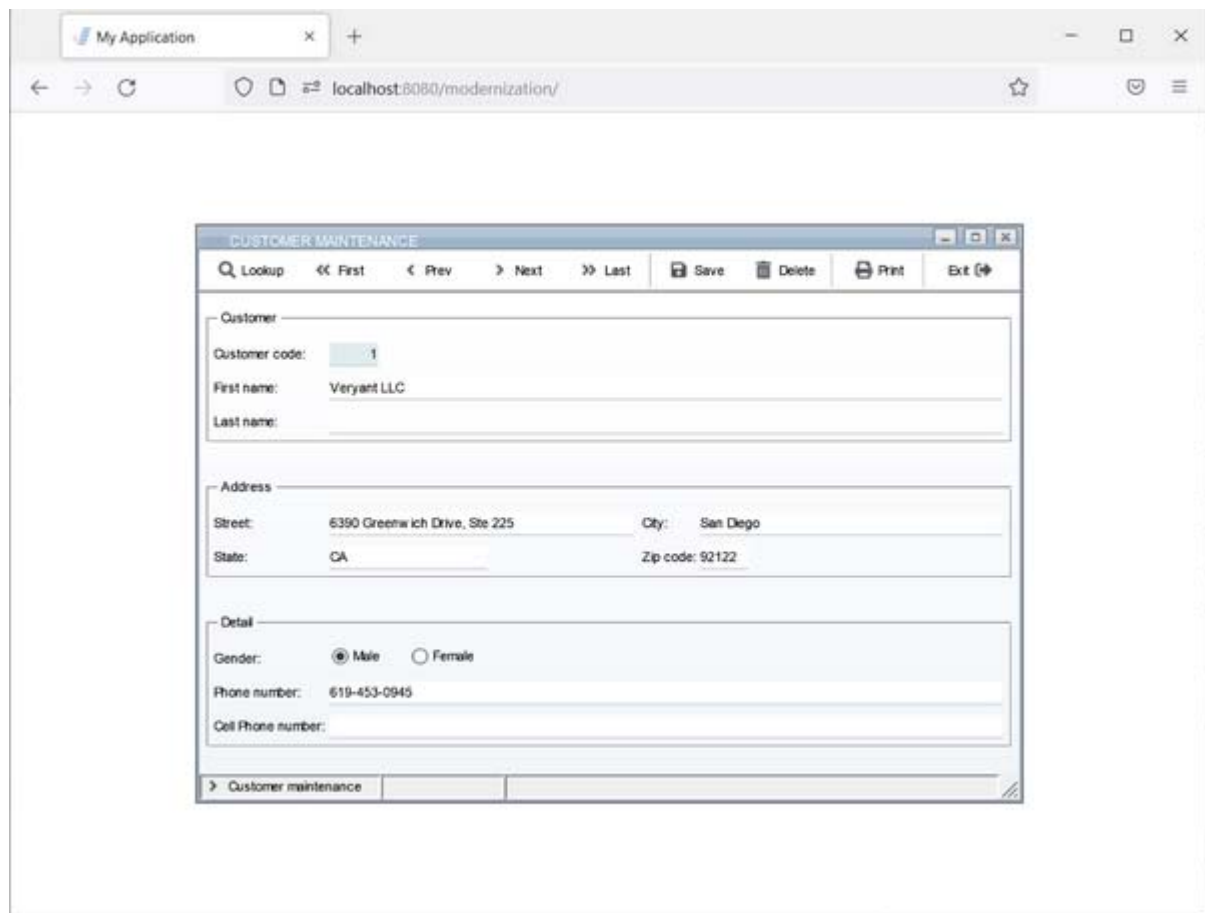 My Application
localhost:8080/modernization/
CUSTOMER MAINTENANCE
Lookup First Prev Next Last Save Delete Print Exit
Customer
Customer code: 1
First name: Veryant LLC
Last name:
Address
Street: 6390 Greenwich Drive, Ste 225 City: San Diego
State: CA Zip code: 92122
Detail
Gender: Male Female
Phone number: 619-453-0945
Cell Phone number:
Customer maintenance